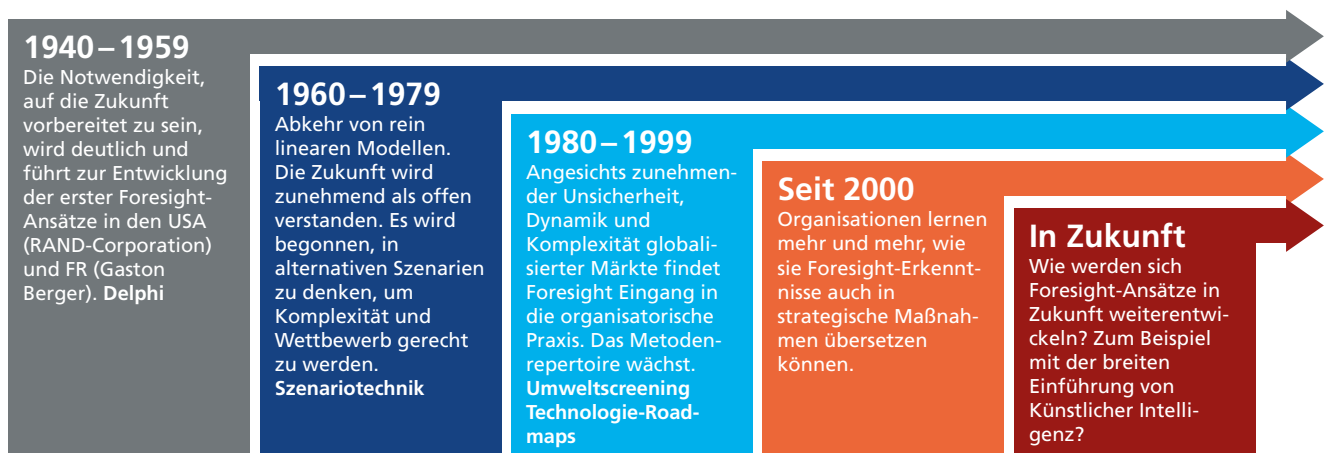 1940 – 1959
Die Notwendigkeit,
auf die Zukunft
vorbereitet zu sein,
wird deutlich und
führt zur Entwicklung
der erster Foresight-
Ansätze in den USA
(RAND-Corporation)
und FR (Gaston
Berger). Delphi
1960 – 1979
Abkehr von rein
linearen Modellen.
Die Zukunft wird
zunehmend als offen
verstanden. Es wird
begonnen, in
alternativen Szenarien
zu denken, um
Komplexität und
Wettbewerb gerecht
zu werden.
Szenariotechnik
1980 – 1999
Angesichts zunehmen-
der Unsicherheit,
Dynamik und
Komplexität globali-
sierter Märkte findet
Foresight Eingang in
die organisatorische
Praxis. Das Metoden-
repertoire wächst.
Umweltscreening
Technologie-Road-
maps
Seit 2000
Organisationen lernen
mehr und mehr, wie
sie Foresight-Erkennt-
nisse auch in
strategische Maßnah-
men übersetzen
können.
In Zukunft
Wie werden sich
Foresight-Ansätze in
Zukunft weiterentwi-
ckeln? Zum Beispiel
mit der breiten
Einführung von
Künstlicher Intelli-
genz?